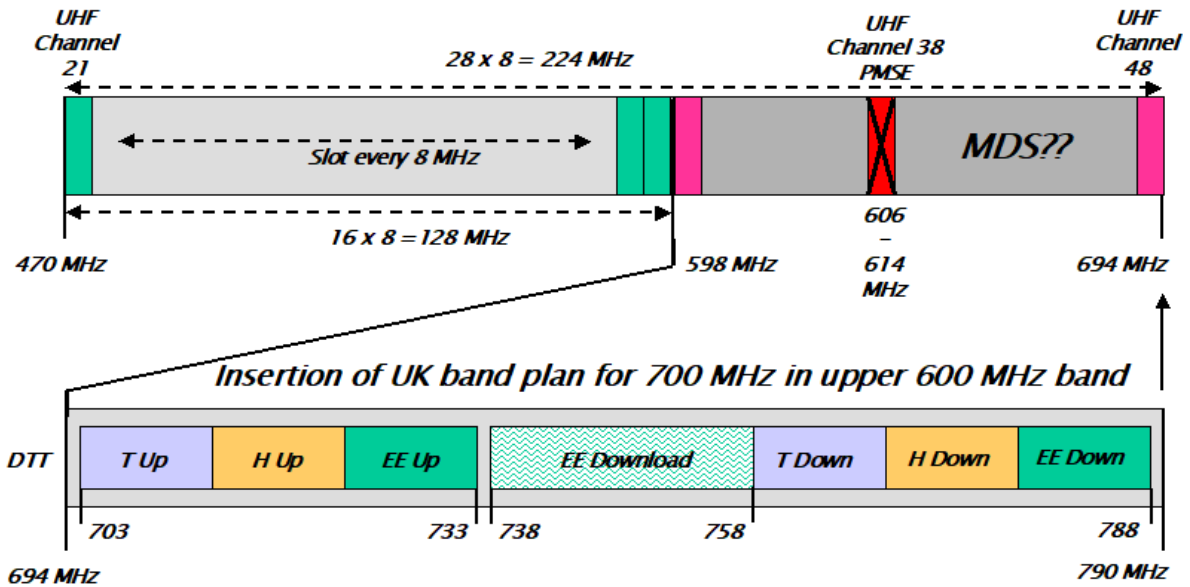 UHF
Channel
21
28 x 8 = 224 MHz
UHF
Channel 38
PMSE
UHF
Channel
48
Slot every 8 MHz
MDS??
16 x 8 = 128 MHz
470 MHz
598 MHz
606
–
614
MHz
694 MHz
Insertion of UK band plan for 700 MHz in upper 600 MHz band
DTT
T Up
H Up
EE Up
EE Download
T Down
H Down
EE Down
703
733
738
758
788
694 MHz
790 MHz